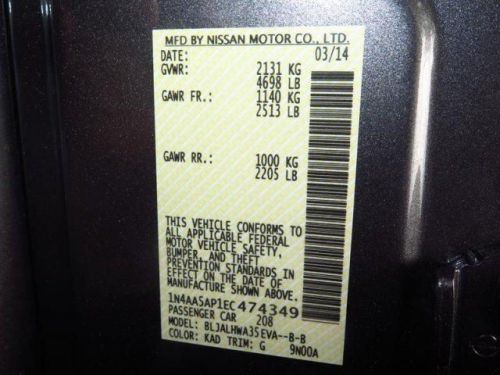 MFD BY NISSAN MOTOR CO., LTD.
DATE: 03/14
GVWR: 2131 KG
4698 LB
GAWR FR.: 1140 KG
2513 LB
GAWR RR.: 1000 KG
2205 LB
THIS VEHICLE CONFORMS TO
ALL APPLICABLE FEDERAL
MOTOR VEHICLE SAFETY,
BUMPER, AND THEFT
PREVENTION STANDARDS IN
EFFECT ON THE DATE OF
MANUFACTURE SHOWN ABOVE.
1N4AA5AP1EC474349
PASSENGER CAR 208
MODEL: BLJALHWA35EVA--B-B
COLOR: KAD TRIM: G 9N00A